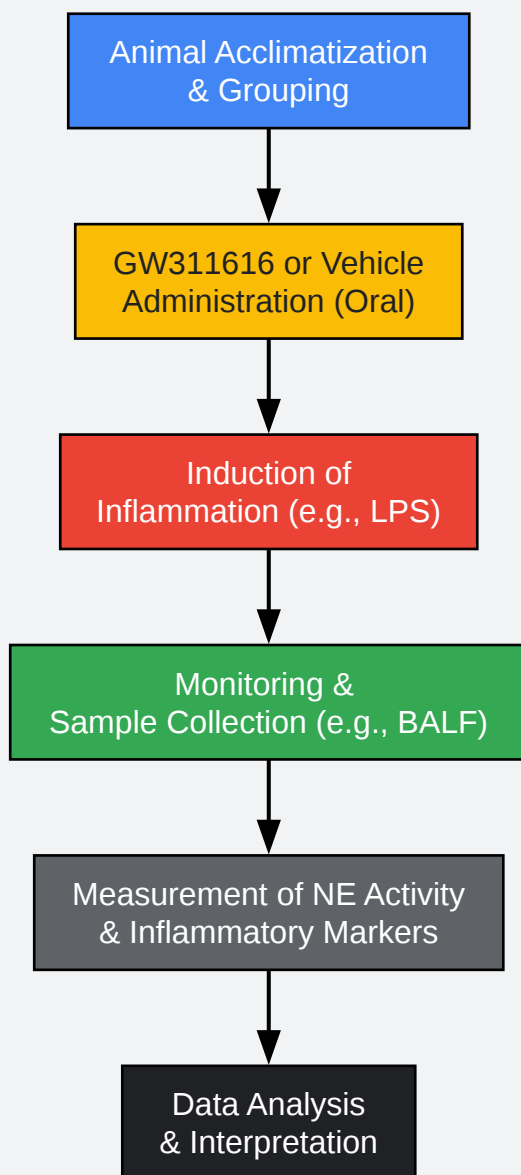 Animal Acclimatization
& Grouping
GW311616 or Vehicle
Administration (Oral)
Induction of
Inflammation (e.g., LPS)
Monitoring &
Sample Collection (e.g., BALF)
Measurement of NE Activity
& Inflammatory Markers
Data Analysis
& Interpretation